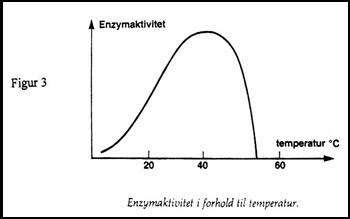 Enzymaktivitet
Figur 3
temperatur °C
20 40 60
Enzymaktivitet i forhold til temperatur.